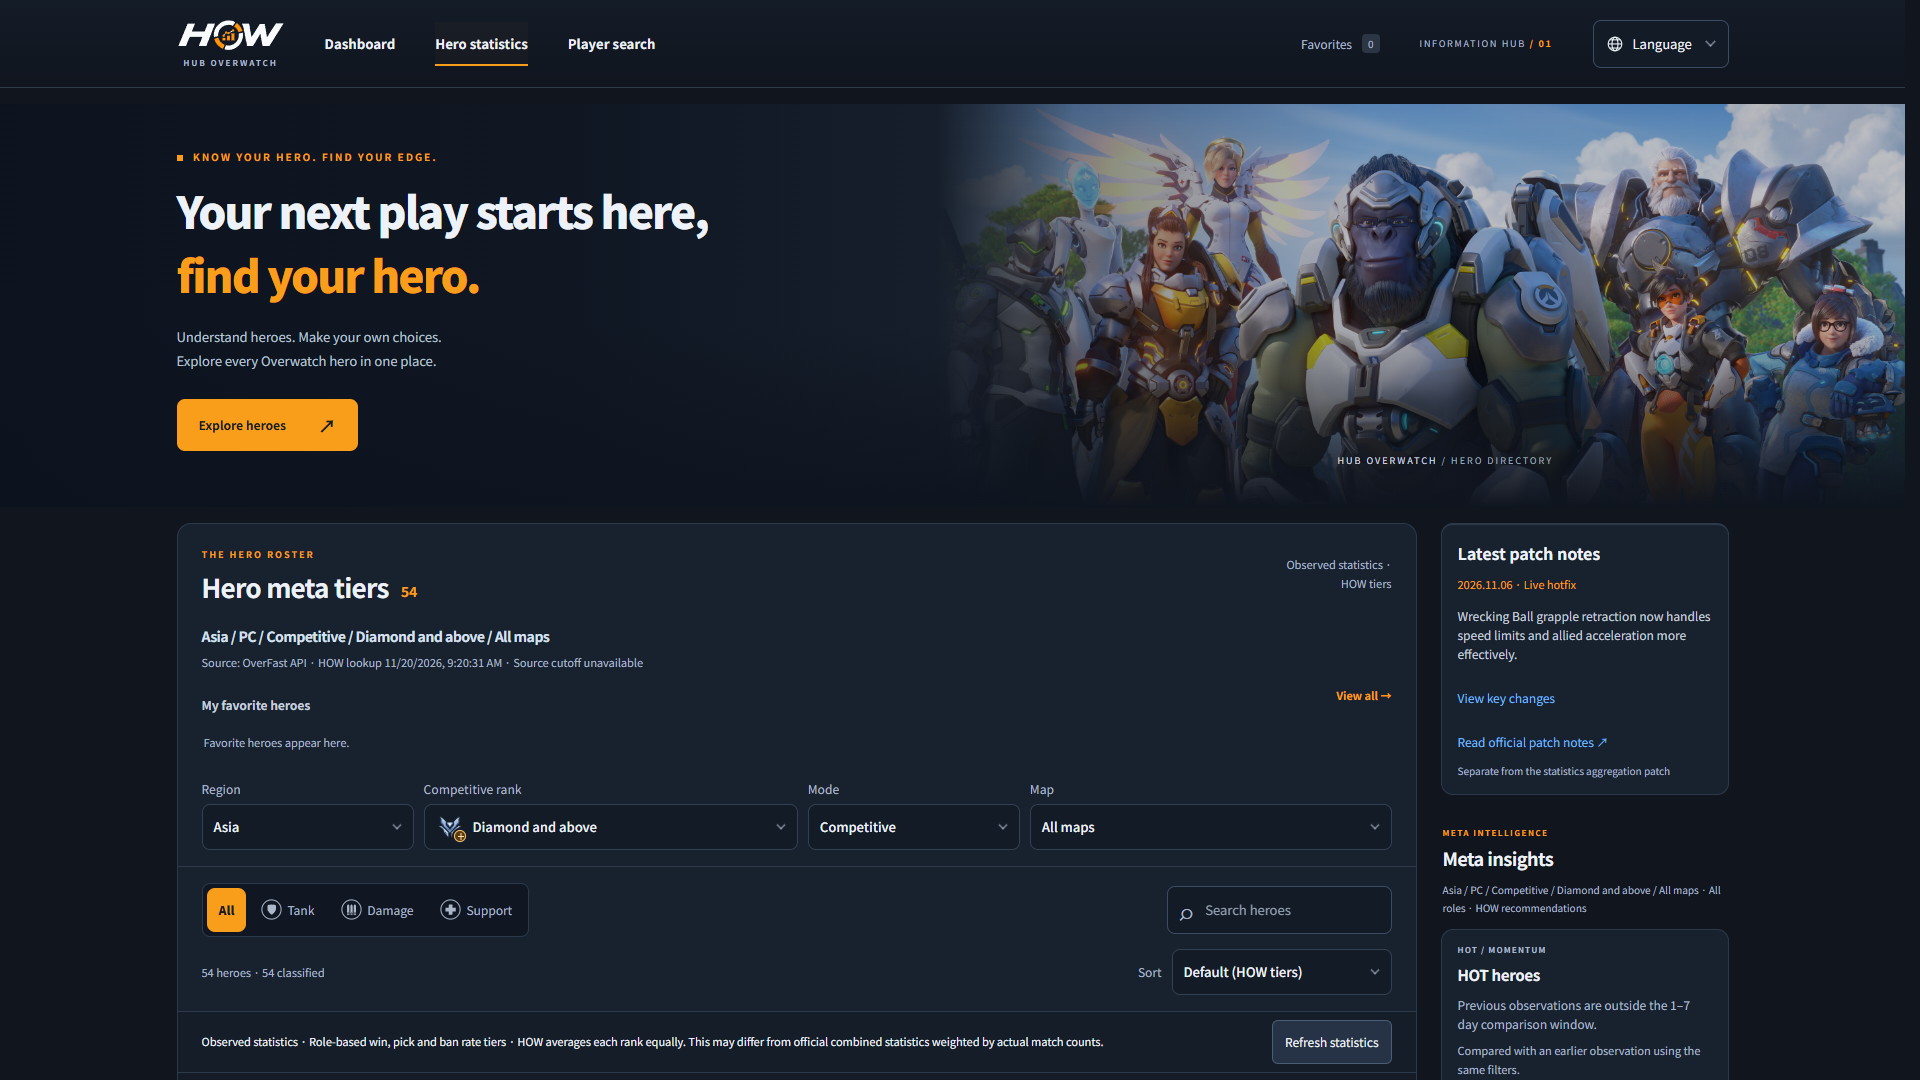 HOW
HUB OVERWATCH
Dashboard
Hero statistics
Player search
Favorites 0
INFORMATION HUB / 01
Language
KNOW YOUR HERO. FIND YOUR EDGE.
Your next play starts here,
find your hero.
Understand heroes. Make your own choices.
Explore every Overwatch hero in one place.
Explore heroes ↗
HUB OVERWATCH / HERO DIRECTORY
THE HERO ROSTER
Hero meta tiers 54
Observed statistics ·
HOW tiers
Asia / PC / Competitive / Diamond and above / All maps
Source: OverFast API · HOW lookup 11/20/2026, 9:20:31 AM · Source cutoff unavailable
My favorite heroes
View all →
Favorite heroes appear here.
Region
Competitive rank
Mode
Map
Asia
Diamond and above
Competitive
All maps
All
Tank
Damage
Support
Search heroes
54 heroes · 54 classified
Sort
Default (HOW tiers)
Observed statistics · Role-based win, pick and ban rate tiers · HOW averages each rank equally. This may differ from official combined statistics weighted by actual match counts.
Refresh statistics
Latest patch notes
2026.11.06 · Live hotfix
Wrecking Ball grapple retraction now handles
speed limits and allied acceleration more
effectively.
View key changes
Read official patch notes ↗
Separate from the statistics aggregation patch
META INTELLIGENCE
Meta insights
Asia / PC / Competitive / Diamond and above / All maps · All
roles · HOW recommendations
HOT / MOMENTUM
HOT heroes
Previous observations are outside the 1–7
day comparison window.
Compared with an earlier observation using the
same filters.